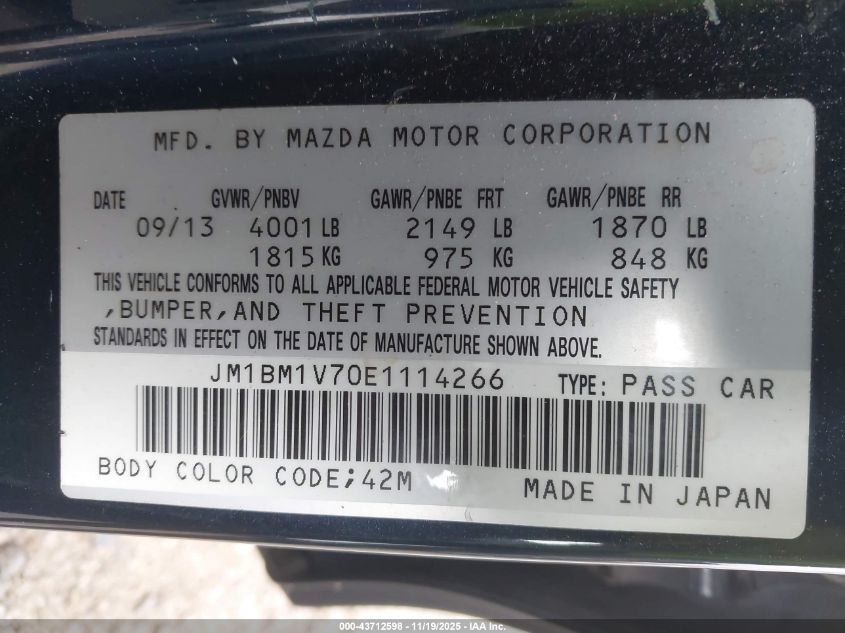 MFD. BY MAZDA MOTOR CORPORATION
DATE GVWR/PNBV GAWR/PNBE FRT GAWR/PNBE RR
09/13 4001 LB 2149 LB 1870 LB
1815 KG 975 KG 848 KG
THIS VEHICLE CONFORMS TO ALL APPLICABLE FEDERAL MOTOR VEHICLE SAFETY
,BUMPER,AND THEFT PREVENTION
STANDARDS IN EFFECT ON THE DATE OF MANUFACTURE SHOWN ABOVE.
JM1BM1V70E1114266 TYPE: PASS CAR
BODY COLOR CODE;42M MADE IN JAPAN
000-43712598 - 11/19/2025 - IAA Inc.